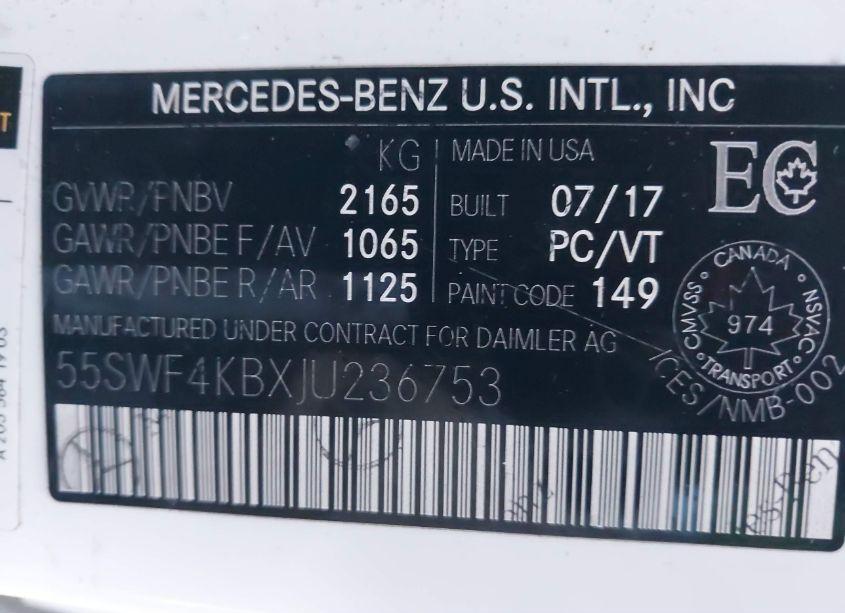 MERCEDES-BENZ U.S. INTL., INC
KG
GVWR/PNBV 2165
GAWR/PNBE F/AV 1065
GAWR/PNBE R/AR 1125
MADE IN USA
BUILT 07/17
TYPE PC/VT
PAINT CODE 149
EC
CANADA
CMVSS
974
NSVAC
TRANSPORT
ICES/NMB-002
MANUFACTURED UNDER CONTRACT FOR DAIMLER AG
55SWF4KBXJU236753
T